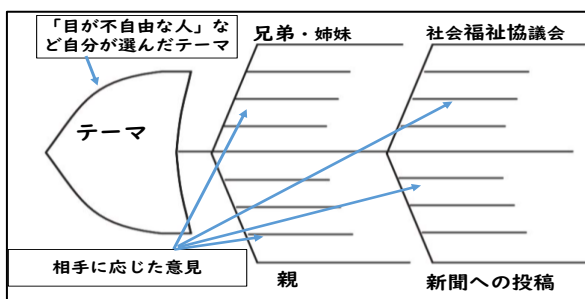 「目が不自由な人」な
ど自分が選んだテーマ
兄弟・姉妹
社会福祉協議会
テーマ
相手に応じた意見
親
新聞への投稿